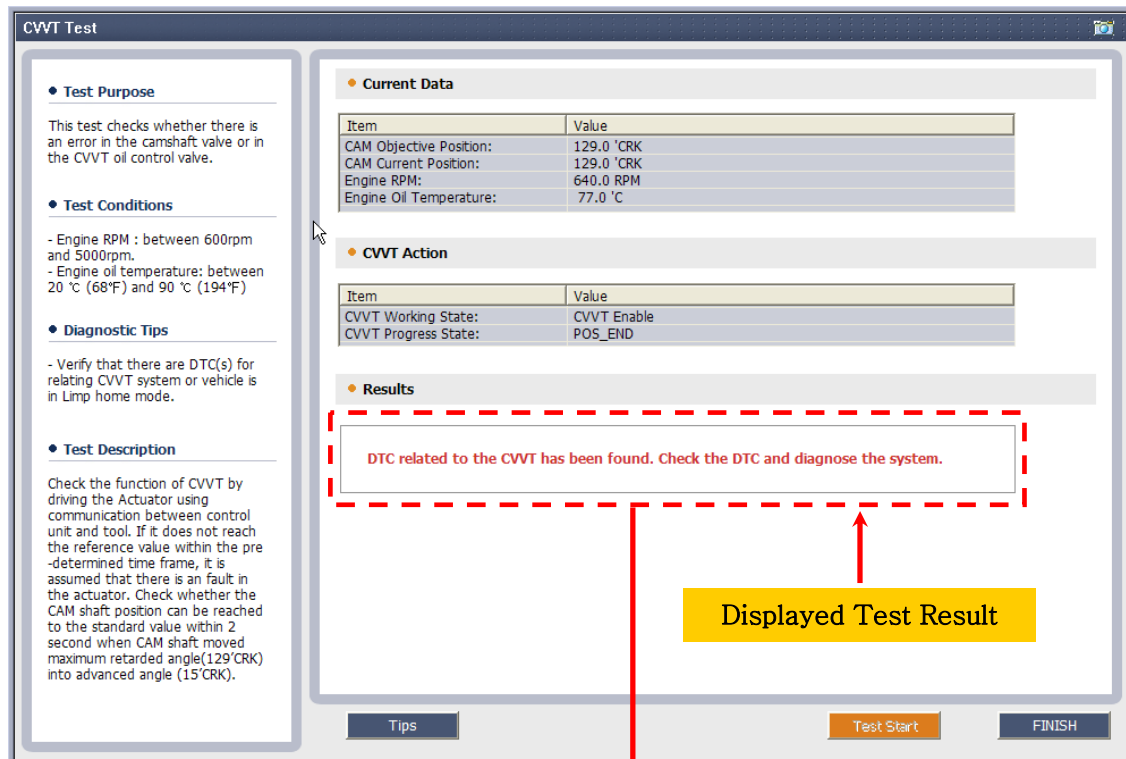 CVVT Test
Test Purpose
This test checks whether there is
an error in the camshaft valve or in
the CVVT oil control valve.
Test Conditions
- Engine RPM : between 600rpm
and 5000rpm.
- Engine oil temperature: between
20 ℃ (68℉) and 90 ℃ (194℉)
Diagnostic Tips
- Verify that there are DTC(s) for
relating CVVT system or vehicle is
in Limp home mode.
Test Description
Check the function of CVVT by
driving the Actuator using
communication between control
unit and tool. If it does not reach
the reference value within the pre
-determined time frame, it is
assumed that there is an fault in
the actuator. Check whether the
CAM shaft position can be reached
to the standard value within 2
second when CAM shaft moved
maximum retarded angle(129'CRK)
into advanced angle (15'CRK).
Current Data
Item Value
CAM Objective Position: 129.0 'CRK
CAM Current Position: 129.0 'CRK
Engine RPM: 640.0 RPM
Engine Oil Temperature: 77.0 'C
CVVT Action
Item Value
CVVT Working State: CVVT Enable
CVVT Progress State: POS_END
Results
DTC related to the CVVT has been found. Check the DTC and diagnose the system.
Displayed Test Result
Tips Test Start FINISH